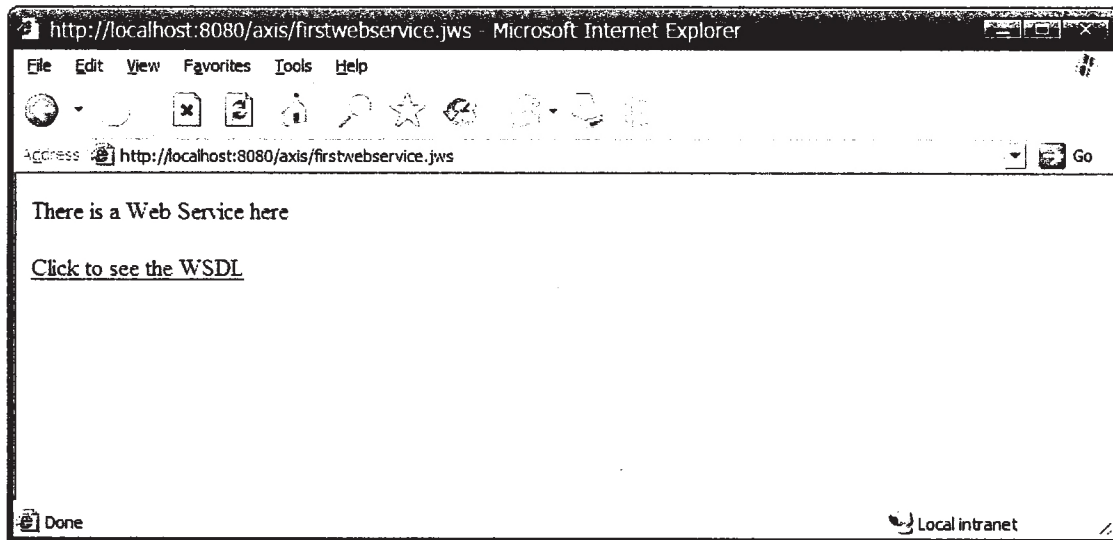 http://localhost:8080/axis/firstwebservice.jws - Microsoft Internet Explorer
File Edit View Favorites Tools Help
Address http://localhost:8080/axis/firstwebservice.jws Go
There is a Web Service here
Click to see the WSDL
Done Local intranet